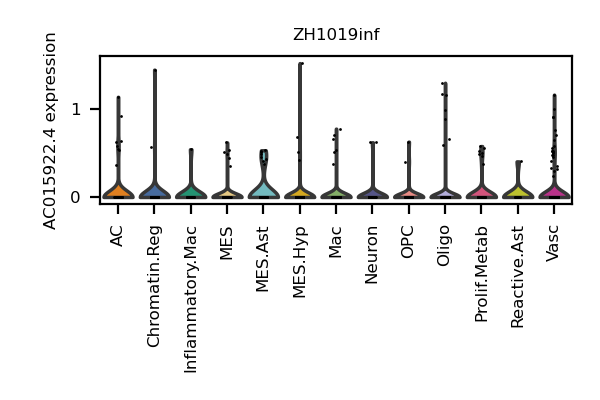 ZH1019inf
AC015922.4 expression
1
0
AC
Chromatin.Reg
Inflammatory.Mac
MES
MES.Ast
MES.Hyp
Mac
Neuron
OPC
Oligo
Prolif.Metab
Reactive.Ast
Vasc